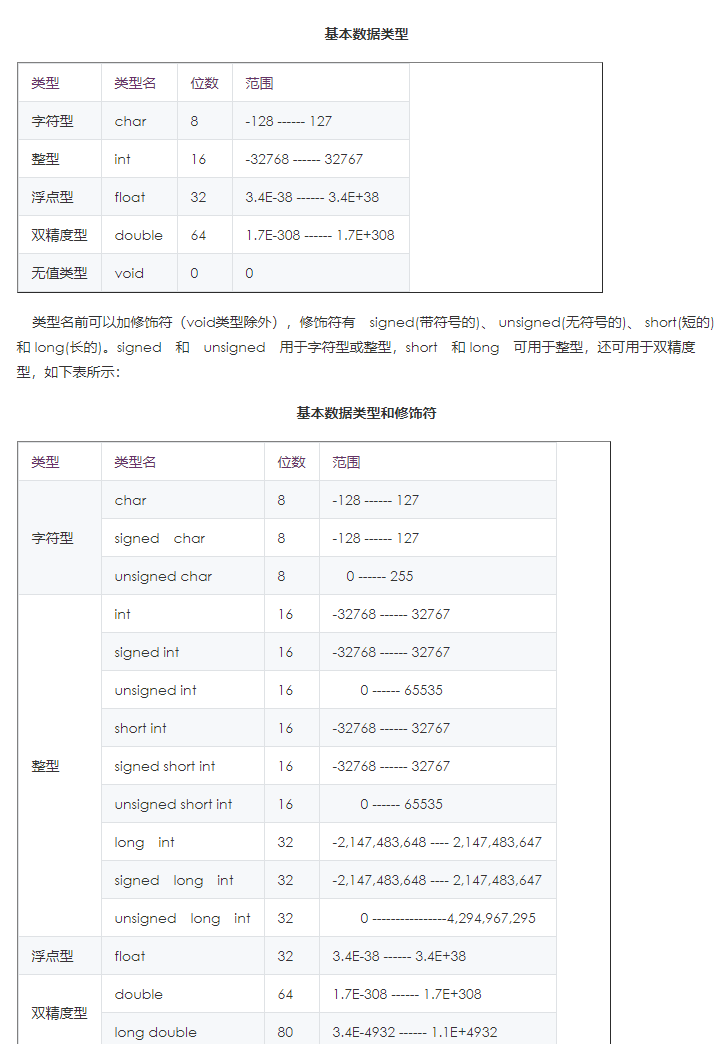 基本数据类型
类型 类型名 位数 范围
字符型 char 8 -128 ------ 127
整型 int 16 -32768 ------ 32767
浮点型 float 32 3.4E-38 ------ 3.4E+38
双精度型 double 64 1.7E-308 ------ 1.7E+308
无值类型 void 0 0
类型名前可以加修饰符（void类型除外），修饰符有 signed(带符号的)、 unsigned(无符号的)、 short(短的)
和 long(长的)。signed 和 unsigned 用于字符型或整型，short 和 long 可用于整型，还可用于双精度
型，如下表所示：
基本数据类型和修饰符
类型 类型名 位数 范围
char 8 -128 ------ 127
字符型 signed char 8 -128 ------ 127
unsigned char 8 0 ------ 255
int 16 -32768 ------ 32767
signed int 16 -32768 ------ 32767
unsigned int 16 0 ------ 65535
short int 16 -32768 ------ 32767
整型 signed short int 16 -32768 ------ 32767
unsigned short int 16 0 ------ 65535
long int 32 -2,147,483,648 ---- 2,147,483,647
signed long int 32 -2,147,483,648 ---- 2,147,483,647
unsigned long int 32 0 ----------------4,294,967,295
浮点型 float 32 3.4E-38 ------ 3.4E+38
双精度型 double 64 1.7E-308 ------ 1.7E+308
long double 80 3.4E-4932 ------ 1.1E+4932